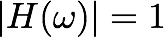 |H(ω)| = 1